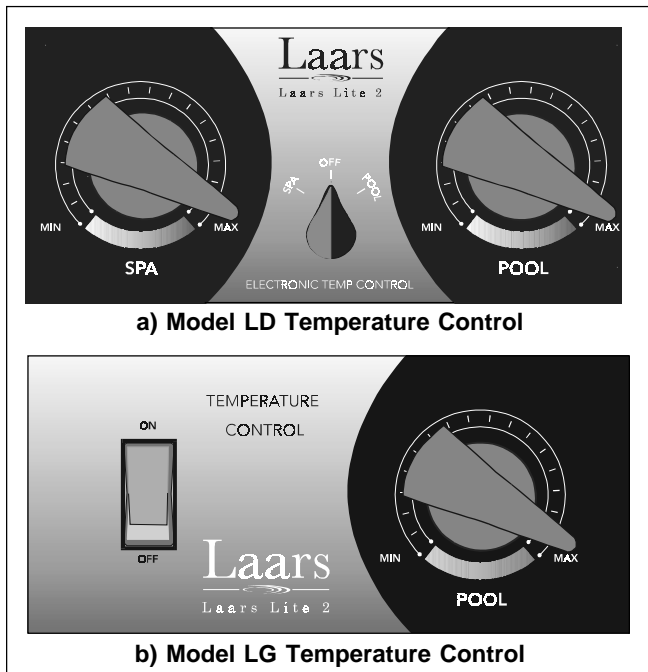 Laars
Laars Lite 2
OFF
SPA
POOL
MIN
MAX
SPA
MIN
MAX
POOL
ELECTRONIC TEMP CONTROL
a) Model LD Temperature Control
TEMPERATURE
CONTROL
ON
OFF
Laars
Laars Lite 2
MIN
MAX
POOL
b) Model LG Temperature Control